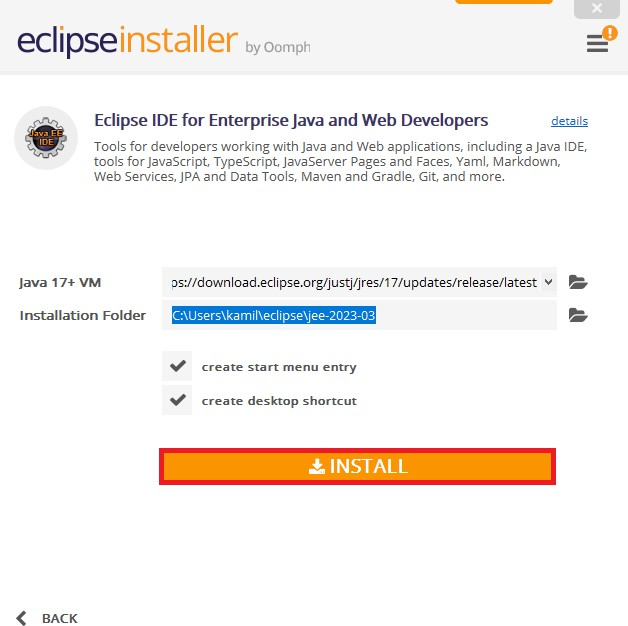 eclipseinstaller by Oomph
!
Java EE
IDE
Eclipse IDE for Enterprise Java and Web Developers
details
Tools for developers working with Java and Web applications, including a Java IDE,
tools for JavaScript, TypeScript, JavaServer Pages and Faces, Yaml, Markdown,
Web Services, JPA and Data Tools, Maven and Gradle, Git, and more.
Java 17+ VM
ps://download.eclipse.org/justj/jres/17/updates/release/latest
Installation Folder
C:\Users\kamil\eclipse\jee-2023-03
create start menu entry
create desktop shortcut
INSTALL
BACK